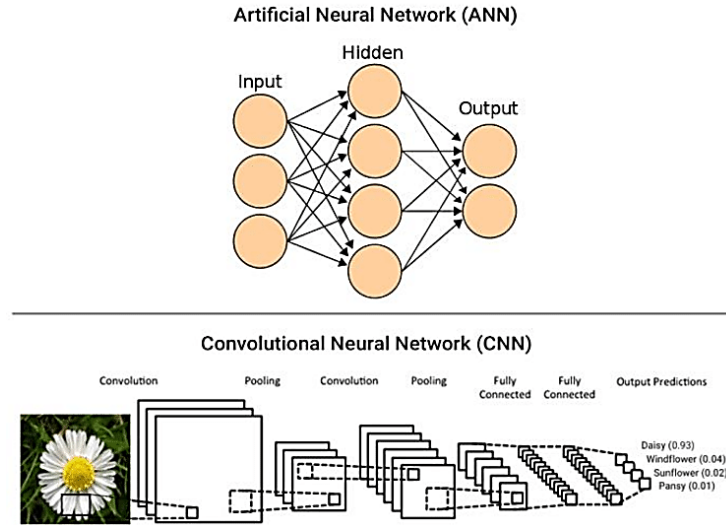 Artificial Neural Network (ANN)
Hidden
Input
Output
Convolutional Neural Network (CNN)
Convolution
Pooling
Convolution
Pooling
Fully
Connected
Fully
Connected
Output Predictions
Daisy (0.93)
Windflower (0.04)
Sunflower (0.02)
Pansy (0.01)